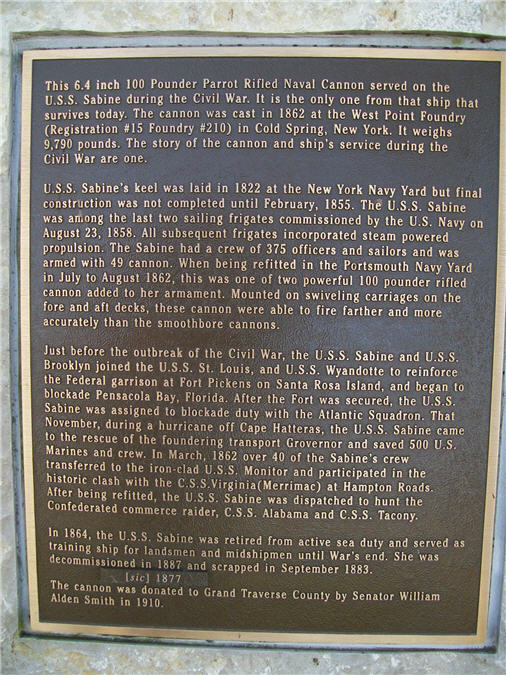 This 6.4 inch 100 Pounder Parrot Rifled Naval Cannon served on the
U.S.S. Sabine during the Civil War. It is the only one from that ship that
survives today. The cannon was cast in 1862 at the West Point Foundry
(Registration #15 Foundry #210) in Cold Spring, New York. It weighs
9,790 pounds. The story of the cannon and ship's service during the
Civil War are one.
U.S.S. Sabine's keel was laid in 1822 at the New York Navy Yard but final
construction was not completed until February, 1855. The U.S.S. Sabine
was among the last two sailing frigates commissioned by the U.S. Navy on
August 23, 1858. All subsequent frigates incorporated steam powered
propulsion. The Sabine had a crew of 375 officers and sailors and was
armed with 49 cannon. When being refitted in the Portsmouth Navy Yard
in July to August 1862, this was one of two powerful 100 pounder rifled
cannon added to her armament. Mounted on swiveling carriages on the
fore and aft decks, these cannon were able to fire farther and more
accurately than the smoothbore cannons.
Just before the outbreak of the Civil War, the U.S.S. Sabine and U.S.S.
Brooklyn joined the U.S.S. St. Louis, and U.S.S. Wyandotte to reinforce
the Federal garrison at Fort Pickens on Santa Rosa Island, and began to
blockade Pensacola Bay, Florida. After the Fort was secured, the U.S.S.
Sabine was assigned to blockade duty with the Atlantic Squadron. That
November, during a hurricane off Cape Hatteras, the U.S.S. Sabine came
to the rescue of the foundering transport Grovernor and saved 500 U.S.
Marines and crew. In March, 1862 over 40 of the Sabine's crew
transferred to the iron-clad U.S.S. Monitor and participated in the
historic clash with the C.S.S.Virginia(Merrimac) at Hampton Roads.
After being refitted, the U.S.S. Sabine was dispatched to hunt the
Confederated commerce raider, C.S.S. Alabama and C.S.S. Tacony.
In 1864, the U.S.S. Sabine was retired from active sea duty and served as
training ship for landsmen and midshipmen until War's end. She was
decommissioned in 1887 and scrapped in September 1883.
[sic] 1877
The cannon was donated to Grand Traverse County by Senator William
Alden Smith in 1910.